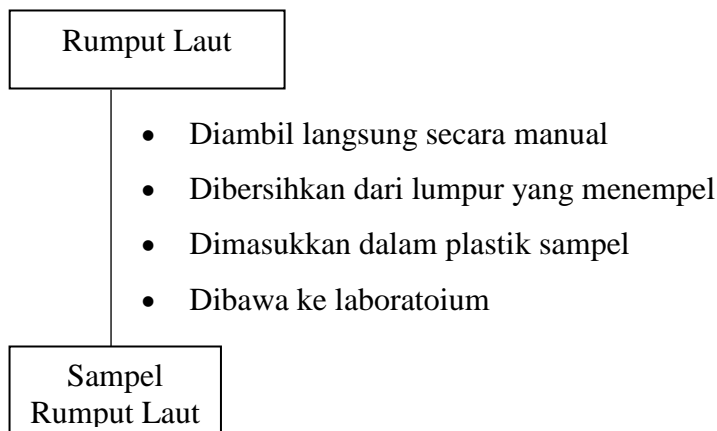 Rumput Laut
• Diambil langsung secara manual
• Dibersihkan dari lumpur yang menempel
• Dimasukkan dalam plastik sampel
• Dibawa ke laboratoium
Sampel
Rumput Laut